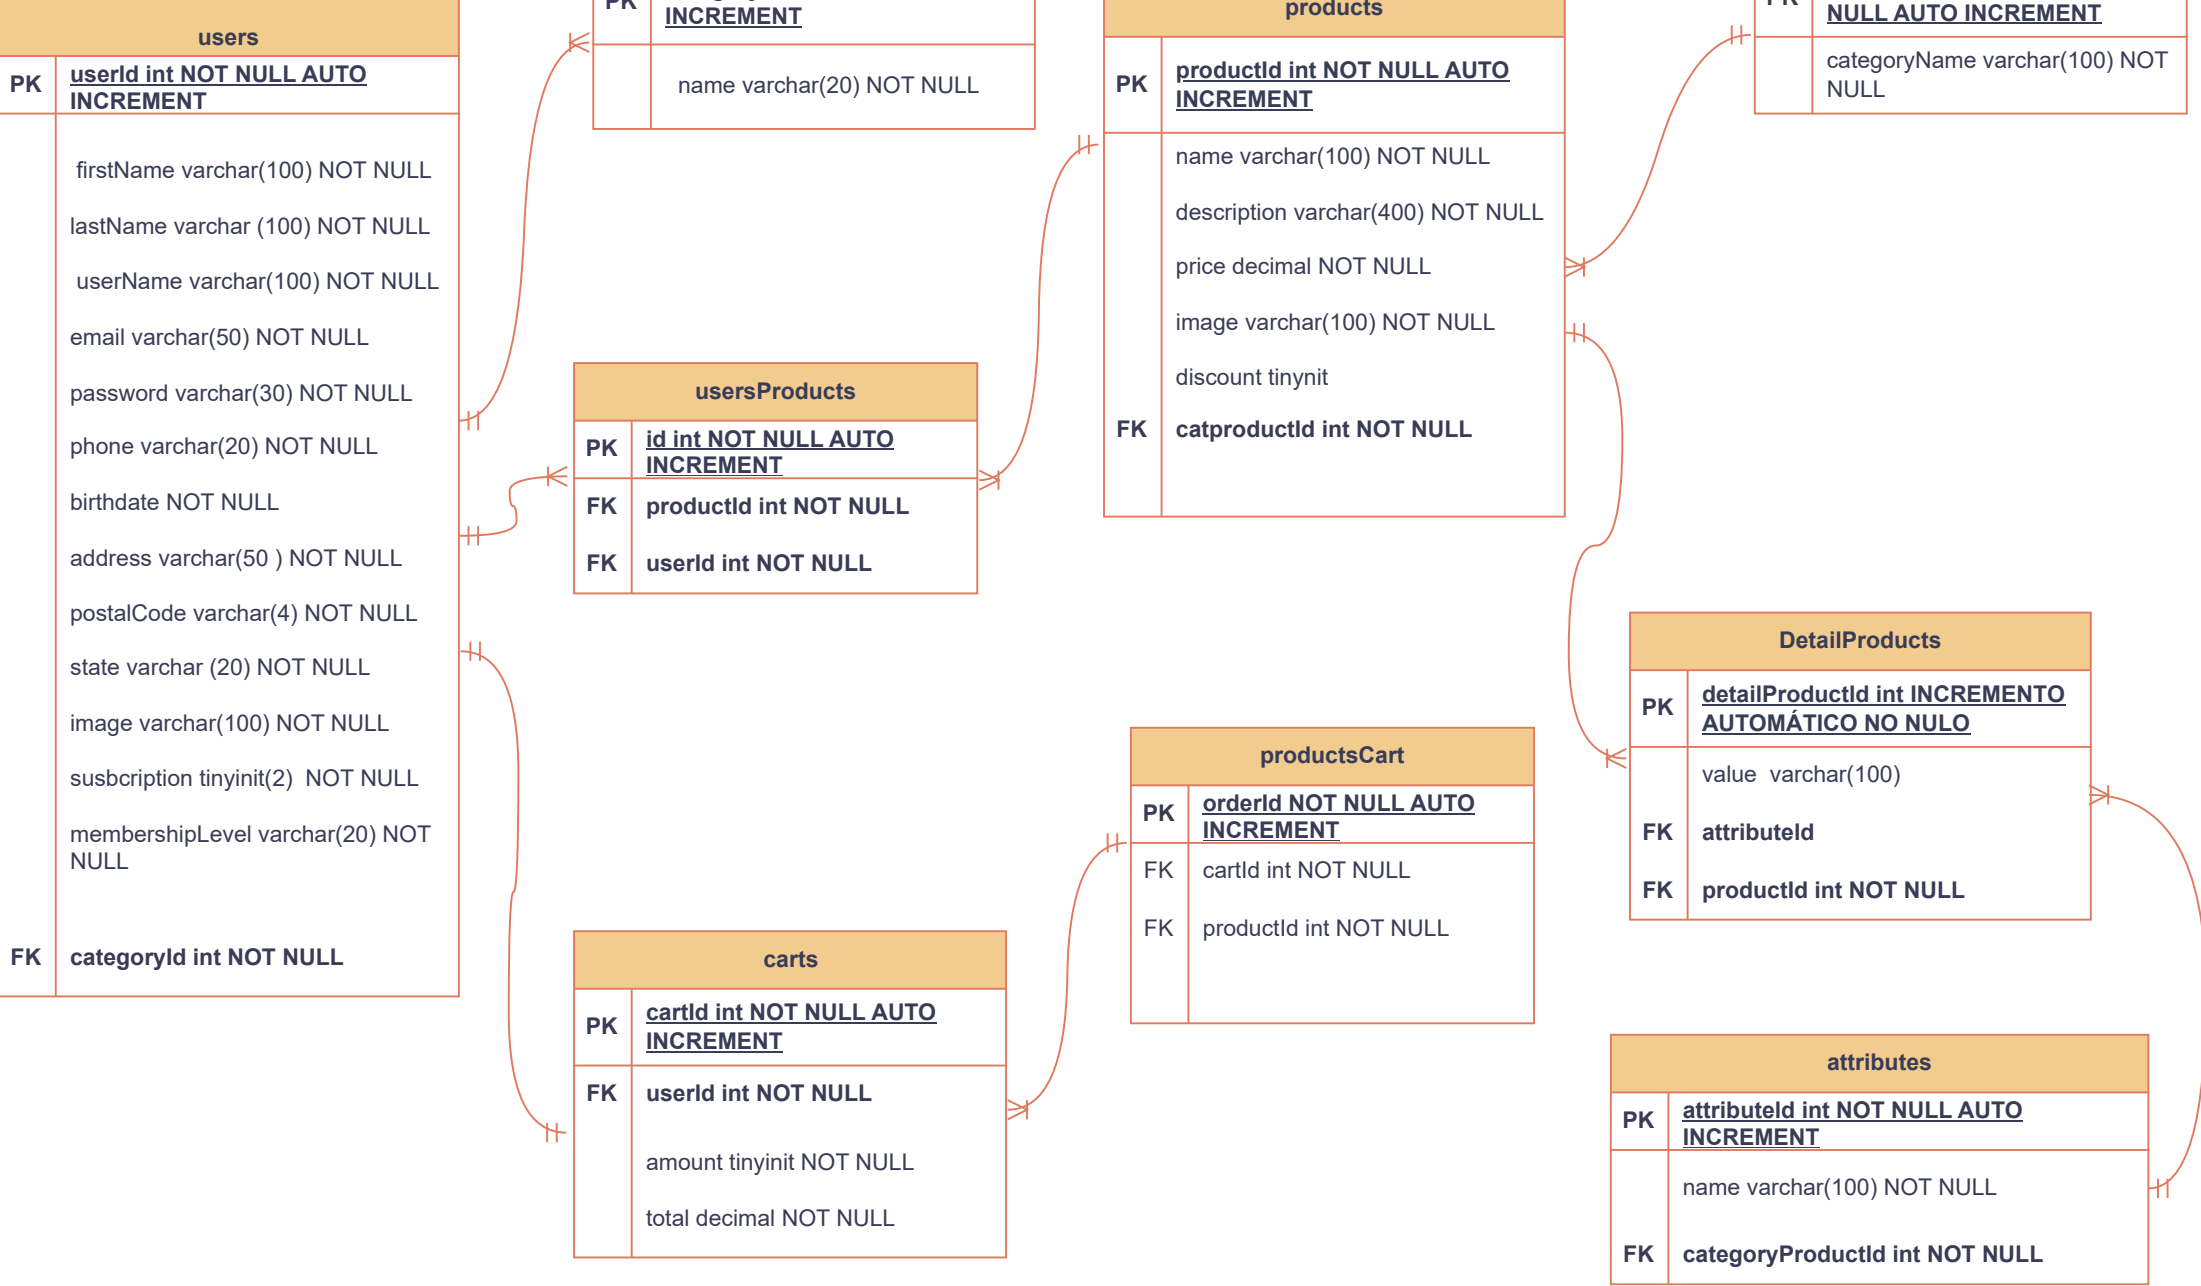 users
PK
userId int NOT NULL AUTO
INCREMENT
firstName varchar(100) NOT NULL
lastName varchar (100) NOT NULL
userName varchar(100) NOT NULL
email varchar(50) NOT NULL
password varchar(30) NOT NULL
phone varchar(20) NOT NULL
birthdate NOT NULL
address varchar(50 ) NOT NULL
postalCode varchar(4) NOT NULL
state varchar (20) NOT NULL
image varchar(100) NOT NULL
susbcription tinyinit(2)  NOT NULL
membershipLevel varchar(20) NOT
NULL
FK
categoryId int NOT NULL
PK
INCREMENT
name varchar(20) NOT NULL
usersProducts
PK
id int NOT NULL AUTO
INCREMENT
FK
productId int NOT NULL
FK
userId int NOT NULL
carts
PK
cartId int NOT NULL AUTO
INCREMENT
FK
userId int NOT NULL
amount tinyinit NOT NULL
total decimal NOT NULL
products
PK
productId int NOT NULL AUTO
INCREMENT
name varchar(100) NOT NULL
description varchar(400) NOT NULL
price decimal NOT NULL
image varchar(100) NOT NULL
discount tinynit
FK
catproductId int NOT NULL
productsCart
PK
orderId NOT NULL AUTO
INCREMENT
FK
cartId int NOT NULL
FK
productId int NOT NULL
NULL AUTO INCREMENT
categoryName varchar(100) NOT
NULL
DetailProducts
PK
detailProductId int INCREMENTO
AUTOMÁTICO NO NULO
value  varchar(100)
FK
attributeId
FK
productId int NOT NULL
attributes
PK
attributeId int NOT NULL AUTO
INCREMENT
name varchar(100) NOT NULL
FK
categoryProductId int NOT NULL